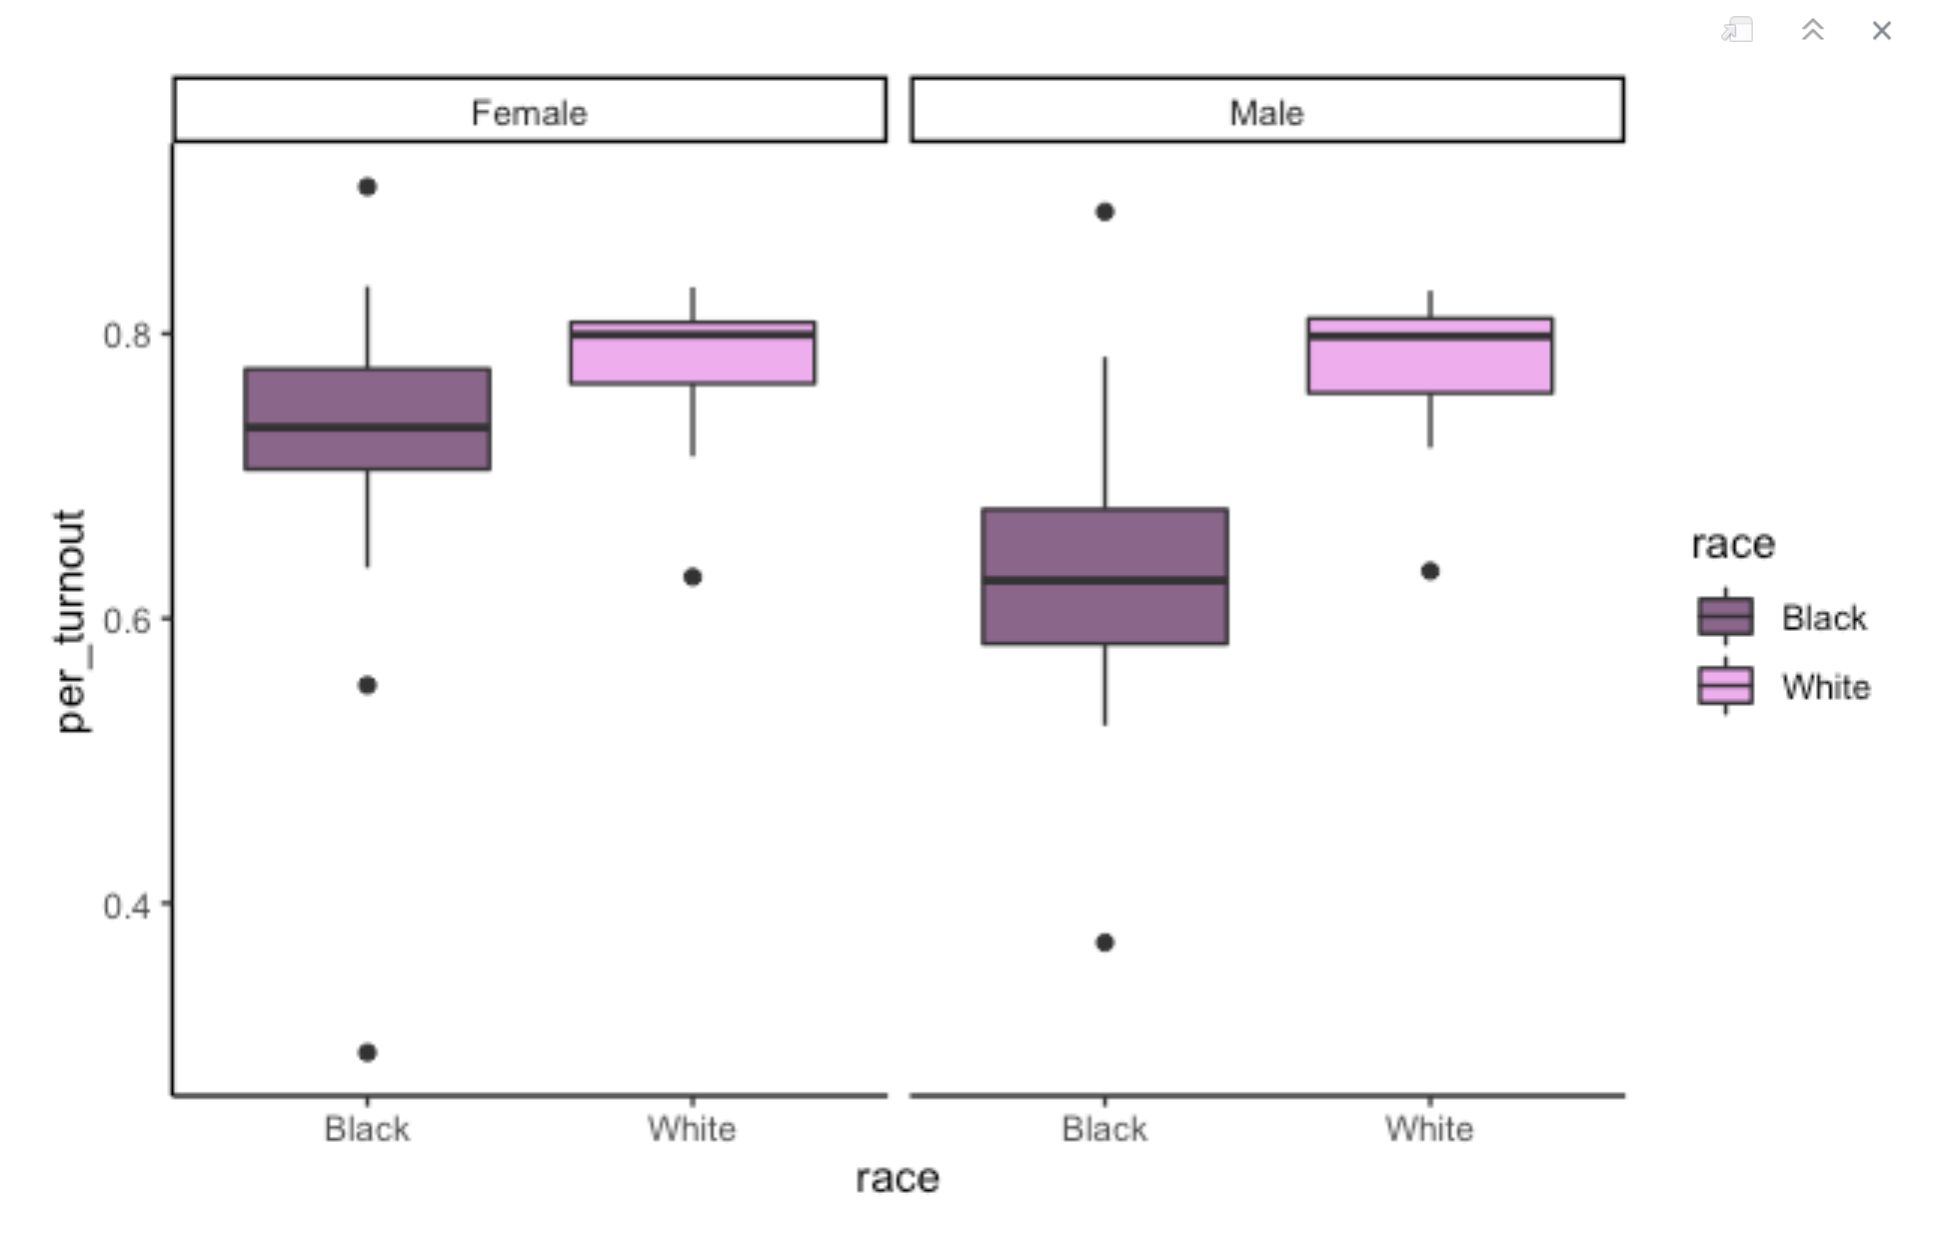 Female
Male
0.8
0.6
0.4
per_turnout
Black
White
Black
White
race
race
Black
White